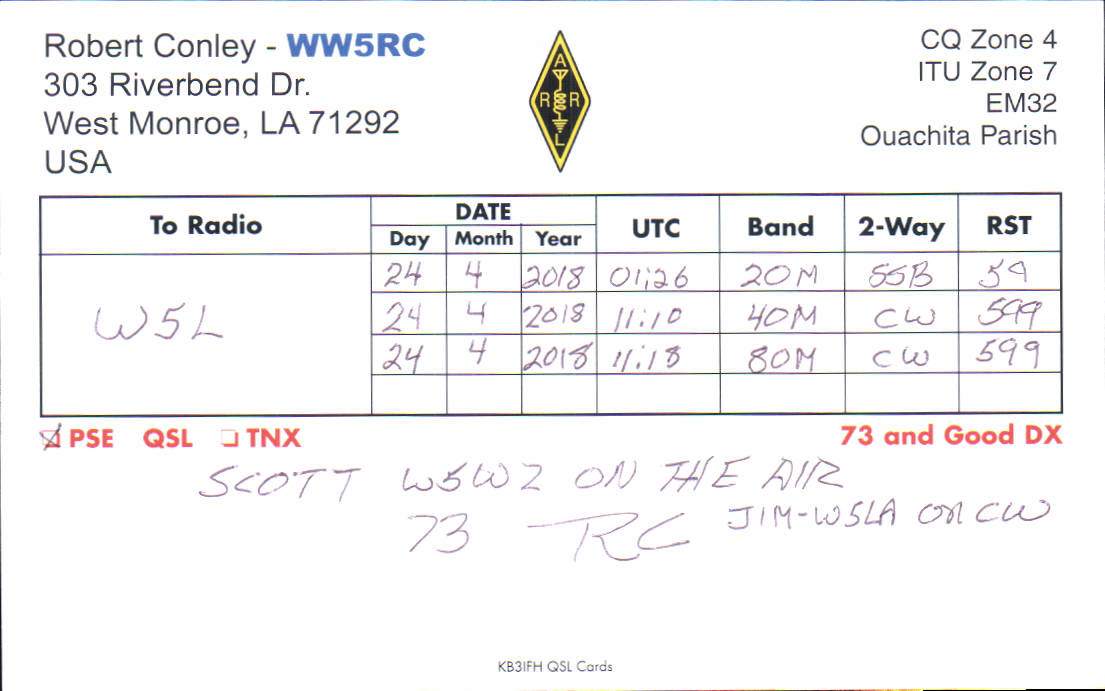 Robert Conley - WW5RC
303 Riverbend Dr.
West Monroe, LA 71292
USA
A
R R
L
CQ Zone 4
ITU Zone 7
EM32
Ouachita Parish
To Radio DATE UTC Band 2-Way RST
Day Month Year
24 4 2018 01:26 20M SSB 59
W5L 24 4 2018 11:10 40M CW 599
24 4 2018 11:18 80M CW 599
PSE QSL TNX 73 and Good DX
SCOTT W5WZ ON THE AIR
JIM-W5LA ON CW
73 RC
KB3IFH QSL Cards